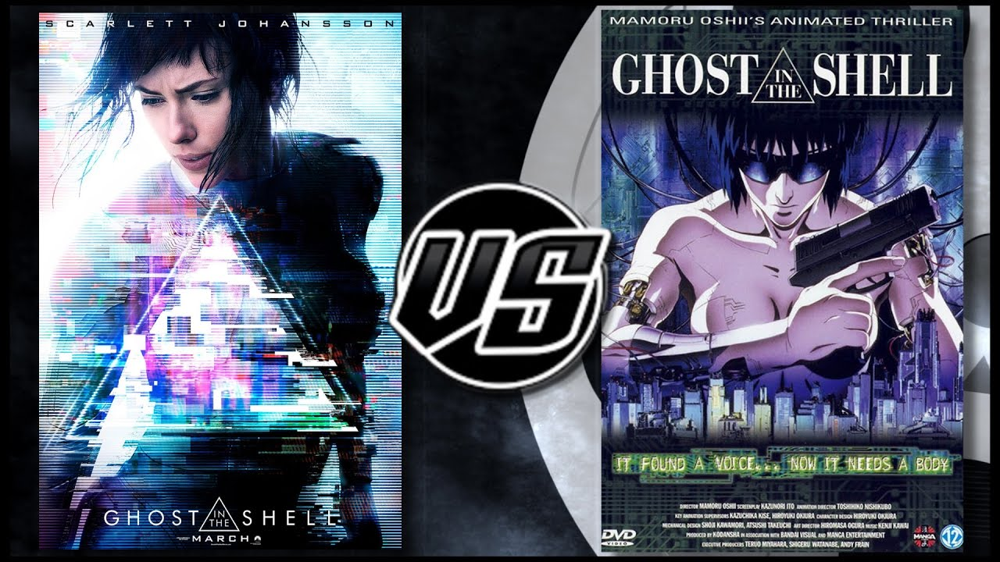 SCARLETT JOHANSSON
GHOST IN THE SHELL
MARCH
VS
MAMORU OSHII'S ANIMATED THRILLER
GHOST IN THE SHELL
IT FOUND A VOICE... NOW IT NEEDS A BODY
DIRECTOR MAMORU OSHII SCREENPLAY KAZUNORI ITO ANIMATION DIRECTOR TOSHIHIKO NISHIKUBO
KEY ANIMATION SUPERVISORS KAZUCHIKA KISE, HIROYUKI OKIURA CHARACTER DESIGN HIROYUKI OKIURA
MECHANICAL DESIGN SHOJI KAWAMORI, ATSUSHI TAKEUCHI ART DIRECTOR HIROMASA OGURA MUSIC KENJI KAWAI
PRODUCED BY KODANSHA IN ASSOCIATION WITH BANDAI VISUAL AND MANGA ENTERTAINMENT
EXECUTIVE PRODUCERS TERUO MIYAHARA, SHIGERU WATANABE, ANDY FRAIN
DVD
VIDEO
MANGA
12